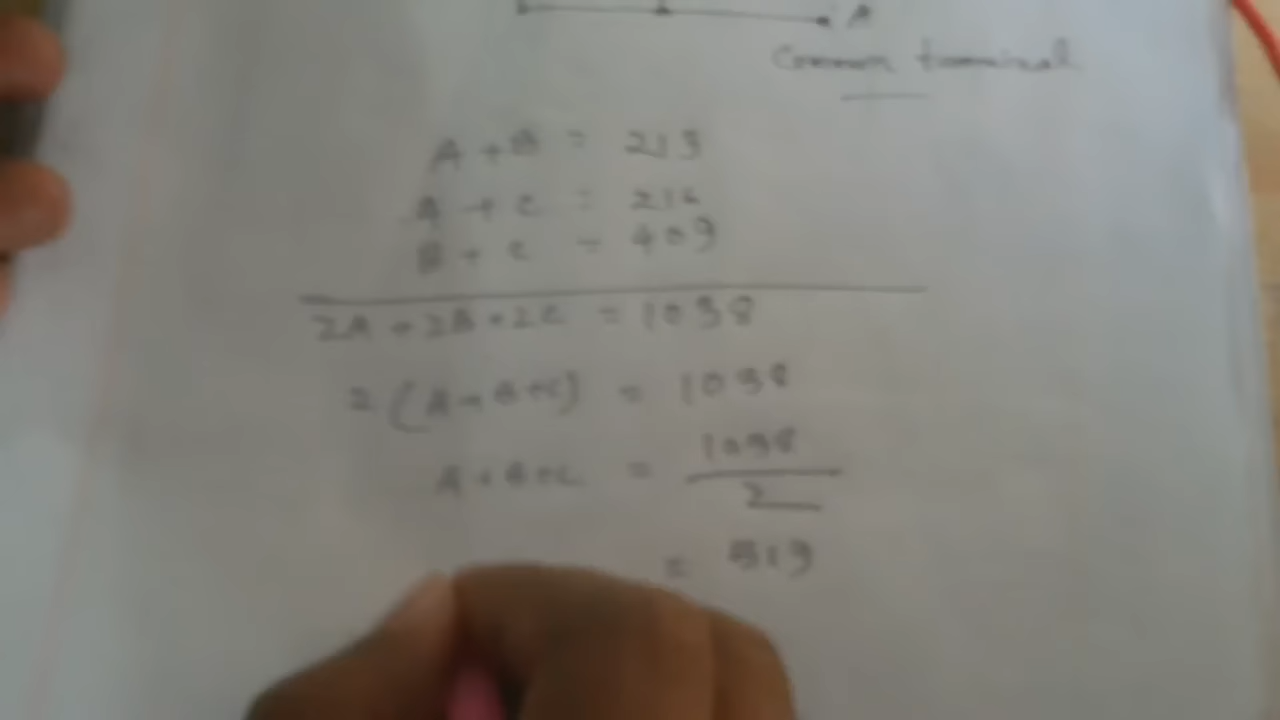 A
Common terminal
A + B = 213
A + C = 216
B + C = 409
2A + 2B + 2C = 1038
2 (A+B+C) = 1038
A+B+C = 1038
2
= 519